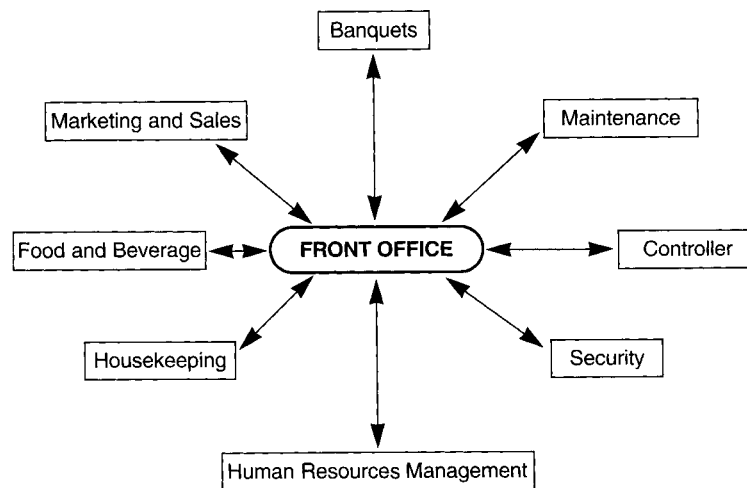 Banquets
Marketing and Sales
Maintenance
Food and Beverage
FRONT OFFICE
Controller
Housekeeping
Security
Human Resources Management